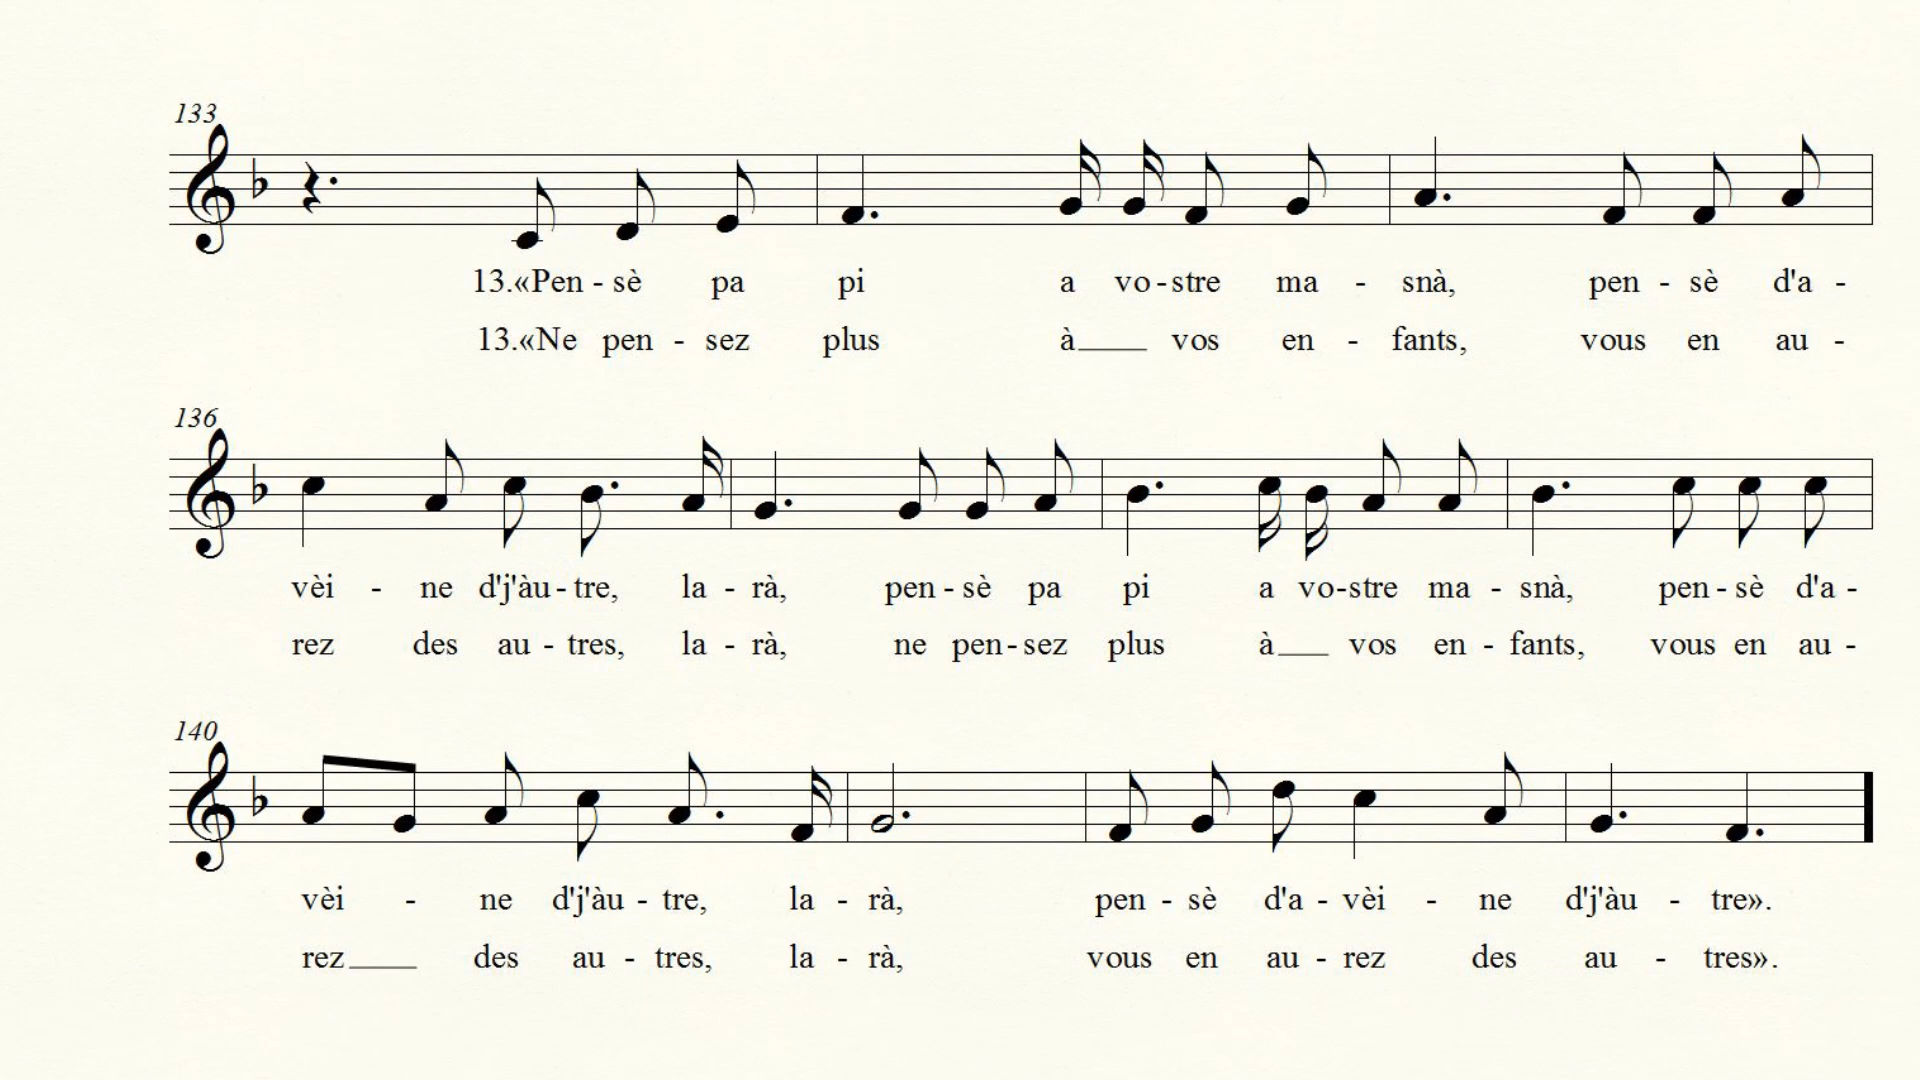 133
13.«Pen - sè pa pi a vo - stre ma - snà, pen - sè d'a -
13.«Ne pen - sez plus à____ vos en - fants, vous en au -
136
vèi - ne d'j'àu - tre, la - rà, pen - sè pa pi a vo - stre ma - snà, pen - sè d'a -
rez des au - tres, la - rà, ne pen - sez plus à___ vos en - fants, vous en au -
140
vèi - ne d'j'àu - tre, la - rà, pen - sè d'a - vèi - ne d'j'àu - tre».
rez____ des au - tres, la - rà, vous en au - rez des au - tres».